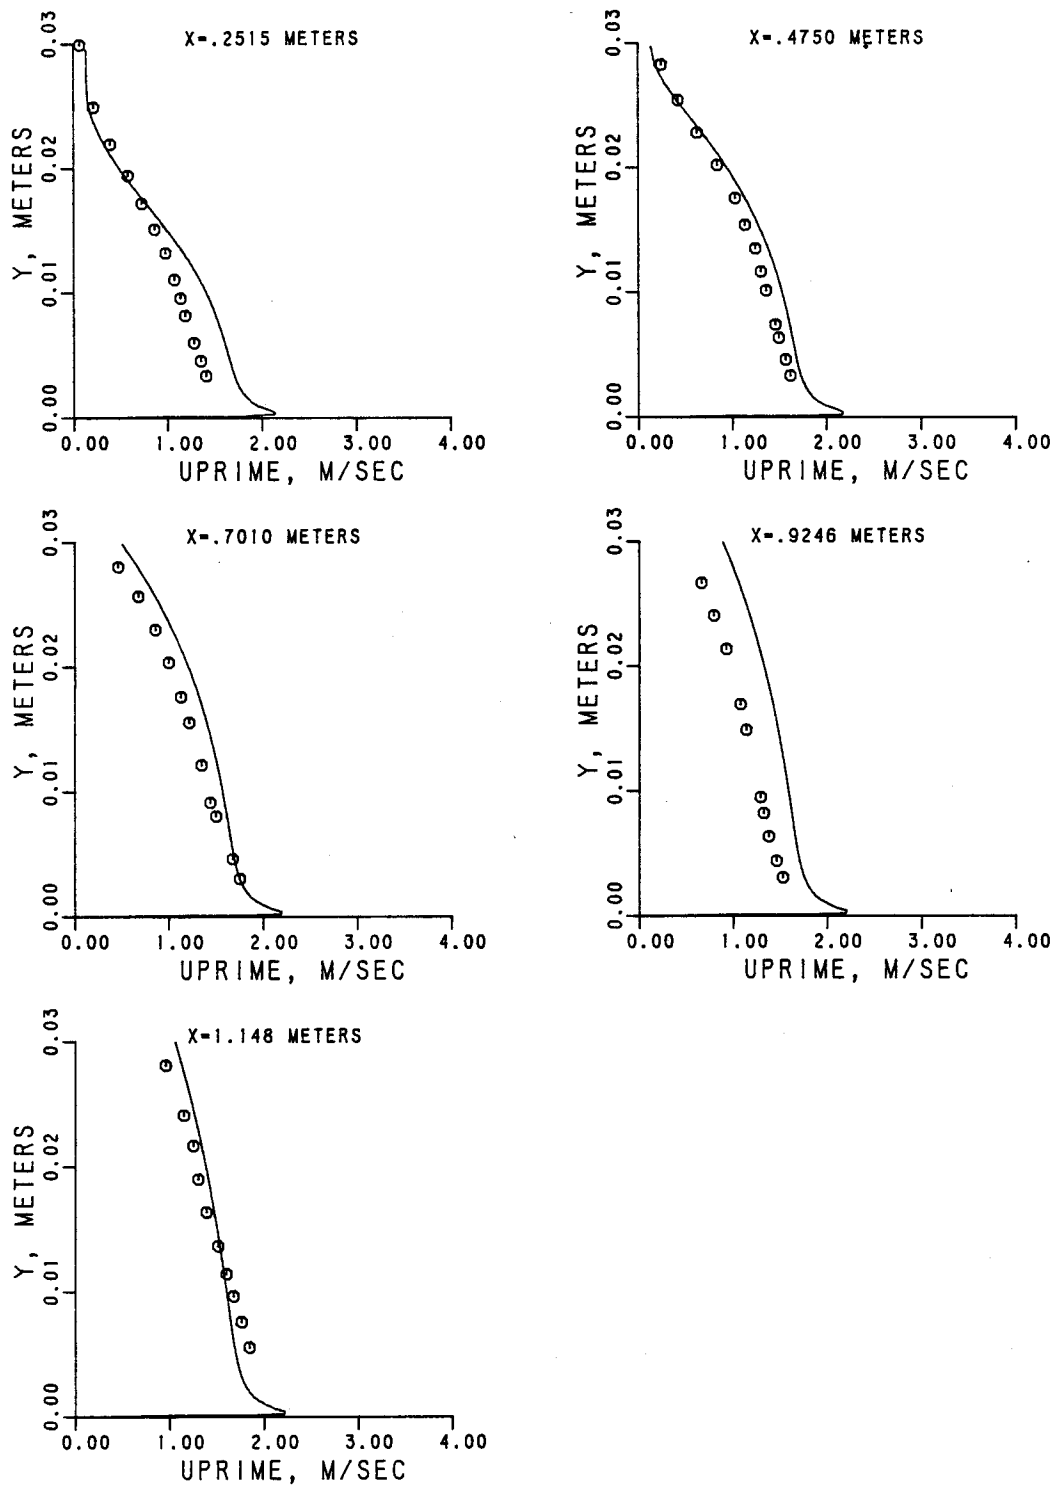 X=.2515 METERS
0.03
0.02
0.01
0.00
Y, METERS
0.00 1.00 2.00 3.00 4.00
UPRIME, M/SEC
X=.4750 METERS
0.03
0.02
0.01
0.00
Y, METERS
0.00 1.00 2.00 3.00 4.00
UPRIME, M/SEC
X=.7010 METERS
0.03
0.02
0.01
0.00
Y, METERS
0.00 1.00 2.00 3.00 4.00
UPRIME, M/SEC
X=.9246 METERS
0.03
0.02
0.01
0.00
Y, METERS
0.00 1.00 2.00 3.00 4.00
UPRIME, M/SEC
X=1.148 METERS
0.03
0.02
0.01
0.00
Y, METERS
0.00 1.00 2.00 3.00 4.00
UPRIME, M/SEC